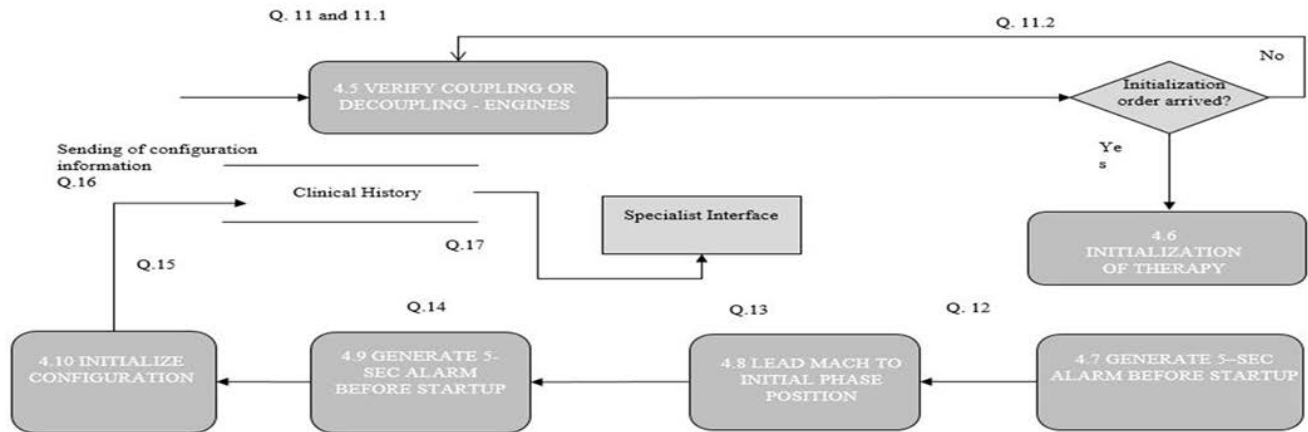 Q. 11 and 11.1
Q. 11.2
No
4.5 VERIFY COUPLING OR
DECOUPLING - ENGINES
Initialization
order arrived?
Ye
s
Sending of configuration
information
Q.16
Clinical History
Specialist Interface
4.6
INITIALIZATION
OF THERAPY
Q.17
Q.15
Q.14
Q.13
Q. 12
4.10 INITIALIZE
CONFIGURATION
4.9 GENERATE 5-
SEC ALARM
BEFORE STARTUP
4.8 LEAD MACH TO
INITIAL PHASE
POSITION
4.7 GENERATE 5--SEC
ALARM BEFORE STARTUP